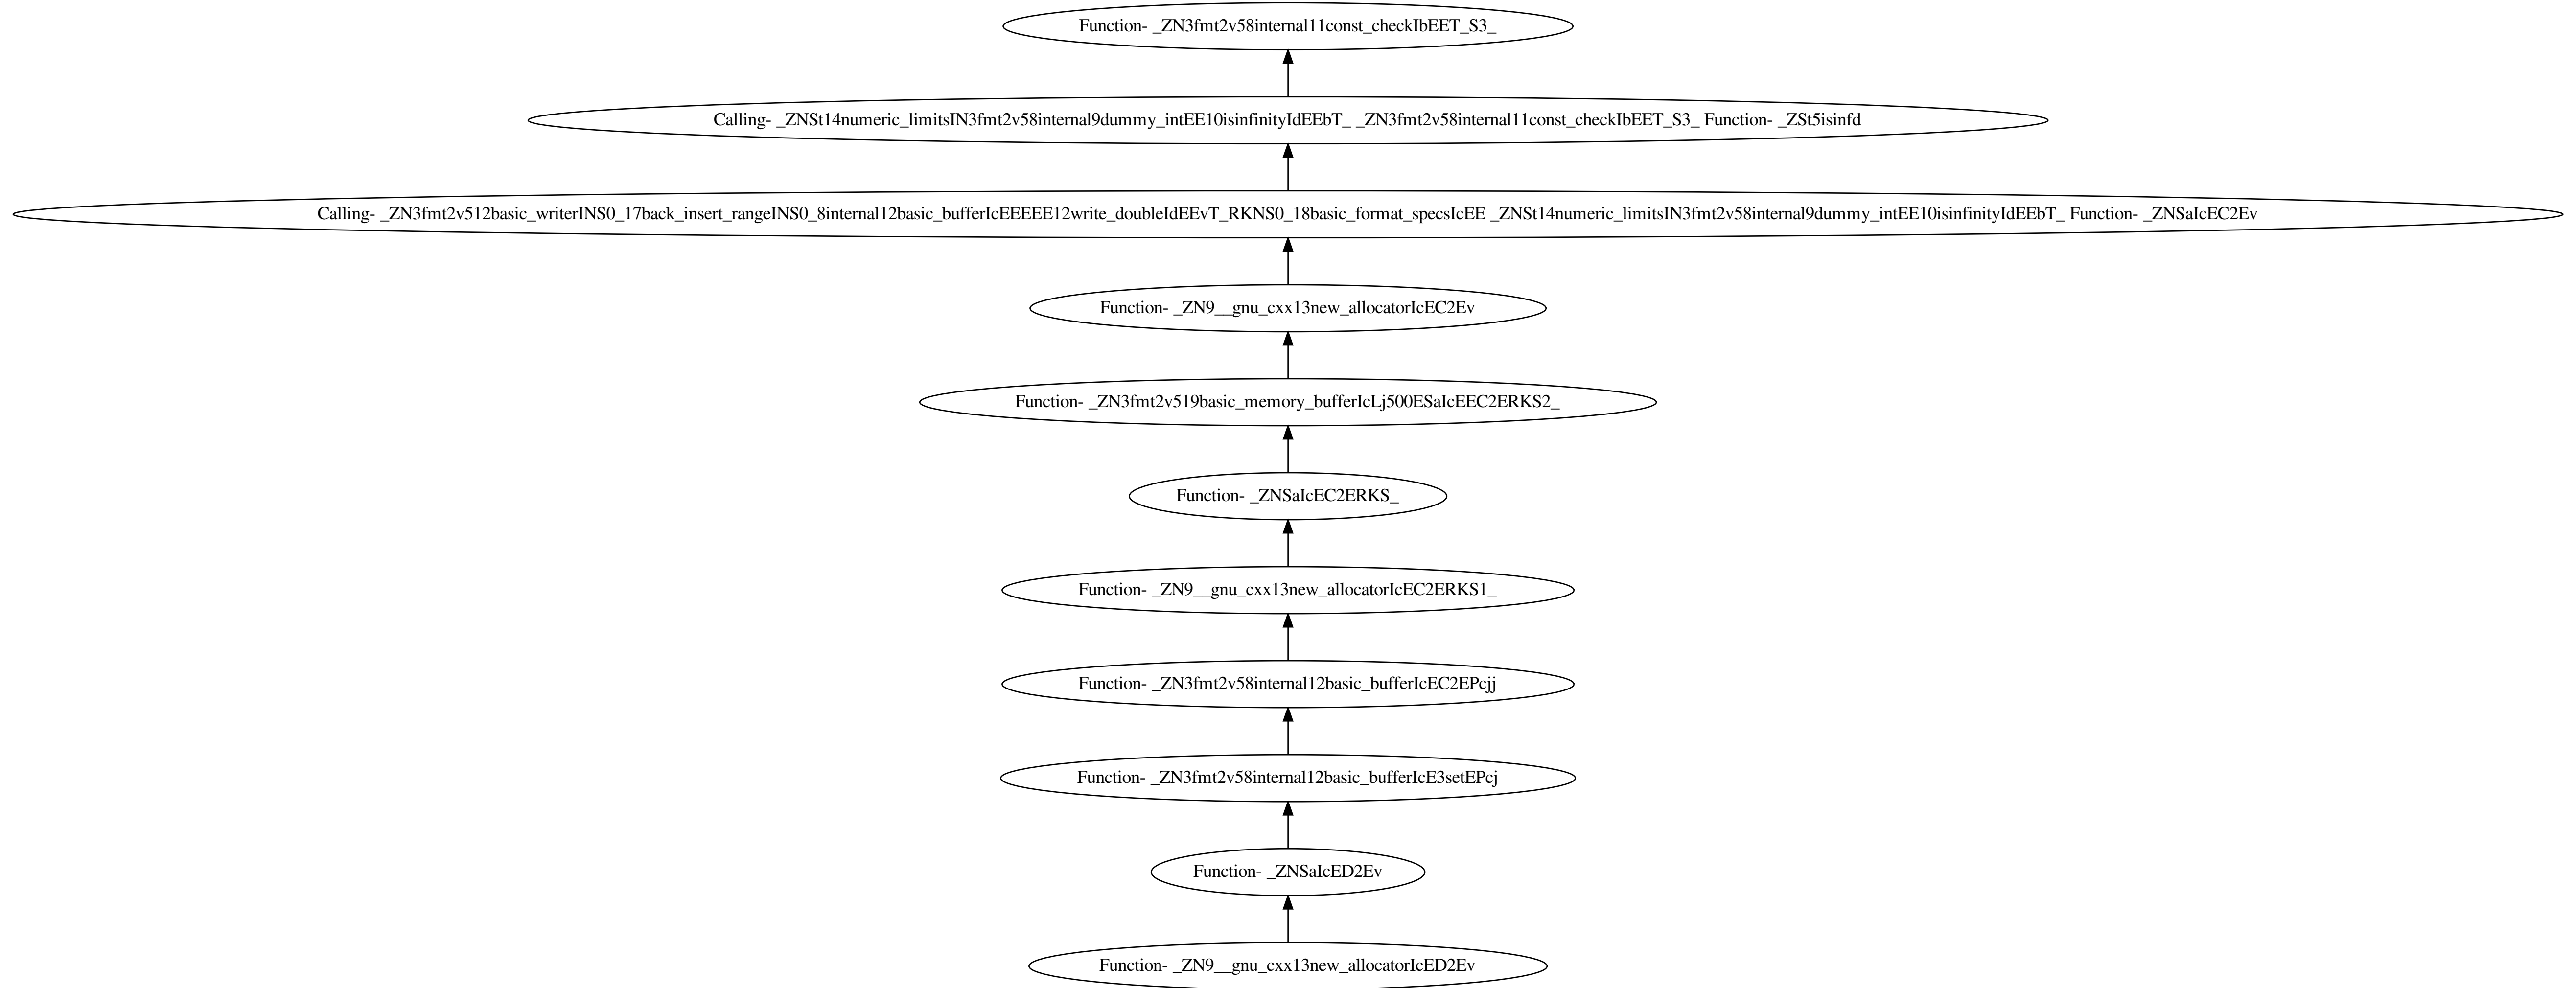 Function- _ZN3fmt2v58internal11const_checkIbEET_S3_
Calling- _ZNSt14numeric_limitsIN3fmt2v58internal9dummy_intEE10isinfinityIdEEbT_ _ZN3fmt2v58internal11const_checkIbEET_S3_ Function- _ZSt5isinfd
Calling- _ZN3fmt2v512basic_writerINS0_17back_insert_rangeINS0_8internal12basic_bufferIcEEEEE12write_doubleIdEEvT_RKNS0_18basic_format_specsIcEE _ZNSt14numeric_limitsIN3fmt2v58internal9dummy_intEE10isinfinityIdEEbT_ Function- _ZNSaIcEC2Ev
Function- _ZN9__gnu_cxx13new_allocatorIcEC2Ev
Function- _ZN3fmt2v519basic_memory_bufferIcLj500ESaIcEEC2ERKS2_
Function- _ZNSaIcEC2ERKS_
Function- _ZN9__gnu_cxx13new_allocatorIcEC2ERKS1_
Function- _ZN3fmt2v58internal12basic_bufferIcEC2EPcjj
Function- _ZN3fmt2v58internal12basic_bufferIcE3setEPcj
Function- _ZNSaIcED2Ev
Function- _ZN9__gnu_cxx13new_allocatorIcED2Ev